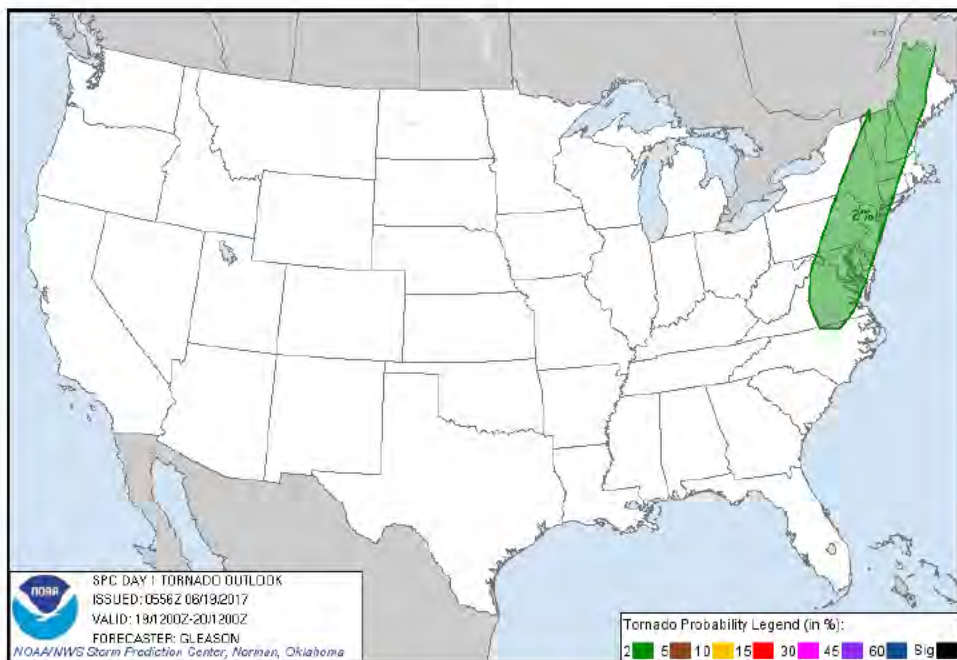 2%
SPC DAY 1 TORNADO OUTLOOK
ISSUED: 0556Z 06/19/2017
VALID: 19/1200Z-20/1200Z
FORECASTER: GLEASON
NOAA/NWS Storm Prediction Center, Norman, Oklahoma
noaa
Tornado Probability Legend (in %):
2 5 10 15 30 45 60 Sig